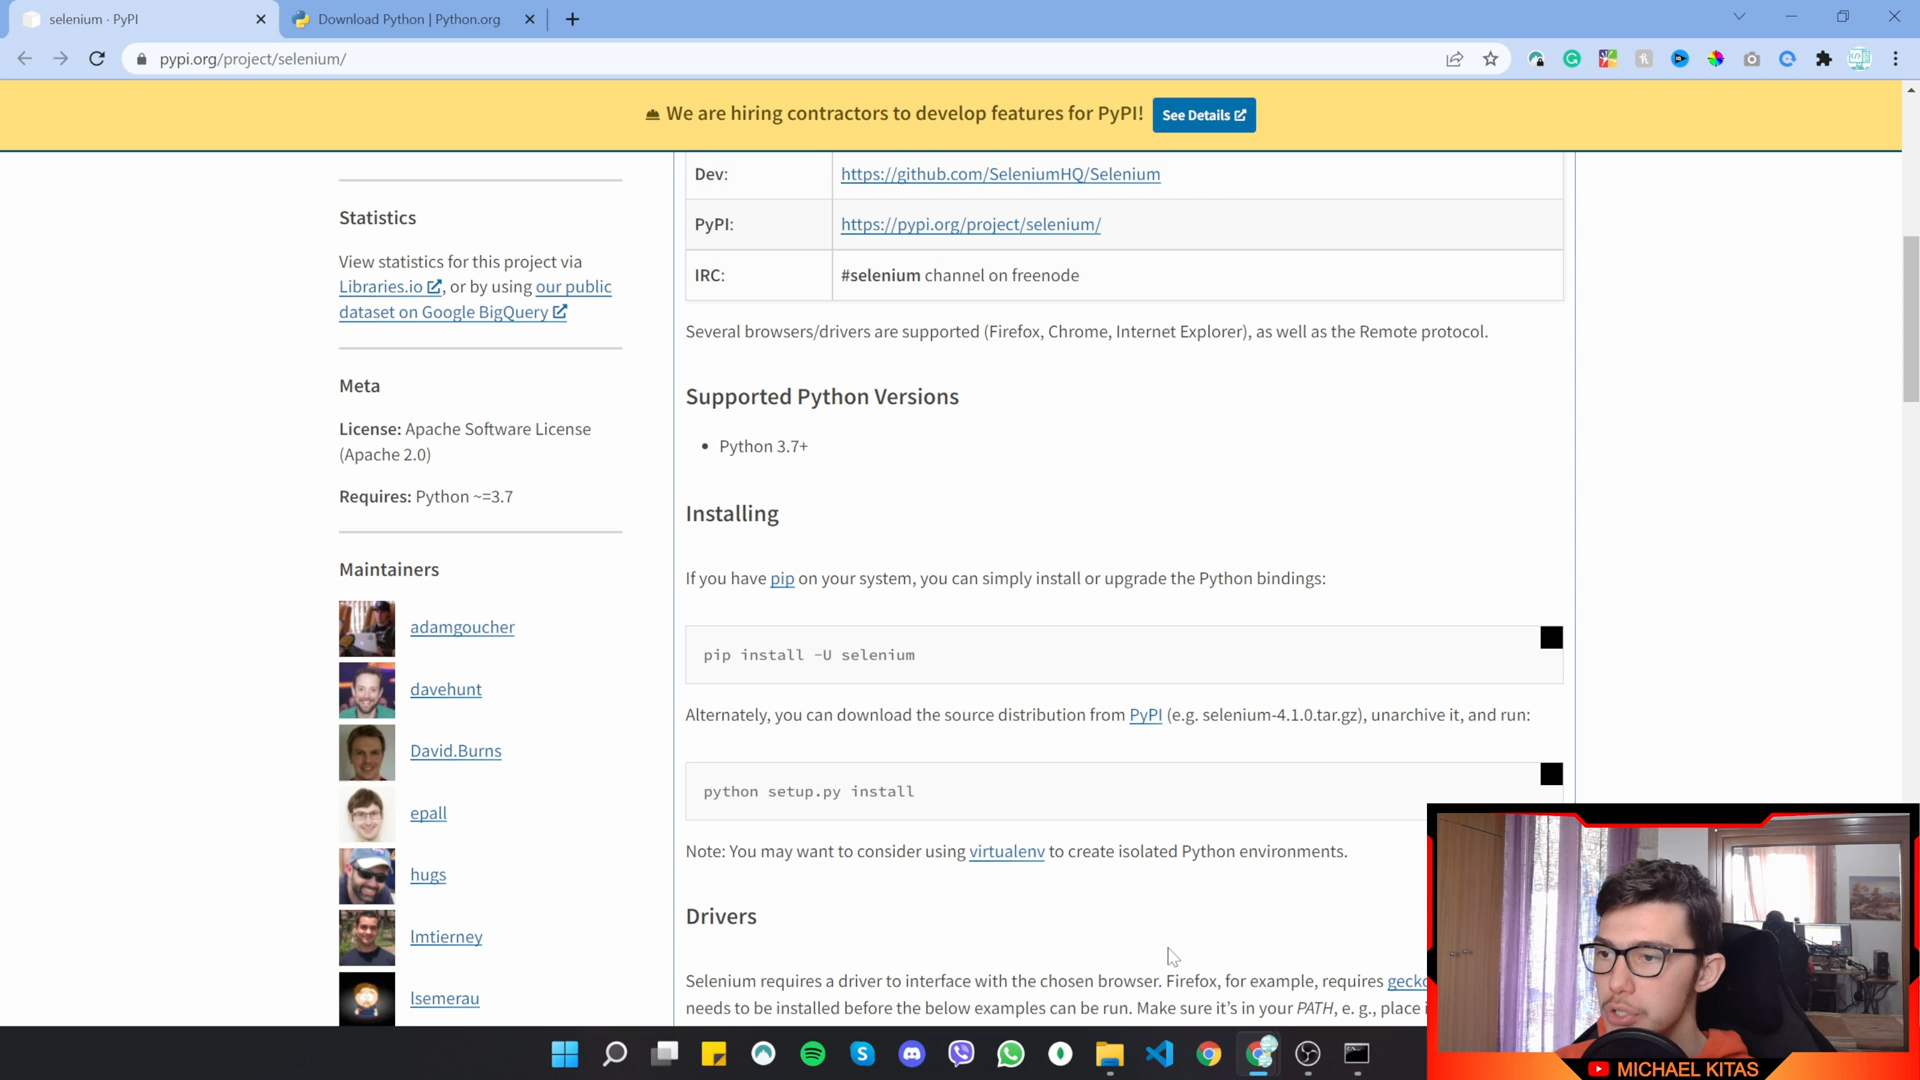 selenium · PyPI
Download Python | Python.org
pypi.org/project/selenium/
We are hiring contractors to develop features for PyPI!
See Details
Statistics
View statistics for this project via
Libraries.io, or by using our public
dataset on Google BigQuery
Meta
License: Apache Software License
(Apache 2.0)
Requires: Python ~=3.7
Maintainers
adamgoucher
davehunt
David.Burns
epall
hugs
lmtierney
lsemerau
Dev: https://github.com/SeleniumHQ/Selenium
PyPI: https://pypi.org/project/selenium/
IRC: #selenium channel on freenode
Several browsers/drivers are supported (Firefox, Chrome, Internet Explorer), as well as the Remote protocol.
Supported Python Versions
• Python 3.7+
Installing
If you have pip on your system, you can simply install or upgrade the Python bindings:
pip install -U selenium
Alternately, you can download the source distribution from PyPI (e.g. selenium-4.1.0.tar.gz), unarchive it, and run:
python setup.py install
Note: You may want to consider using virtualenv to create isolated Python environments.
Drivers
Selenium requires a driver to interface with the chosen browser. Firefox, for example, requires gecko
needs to be installed before the below examples can be run. Make sure it's in your PATH, e. g., place i
MICHAEL KITAS